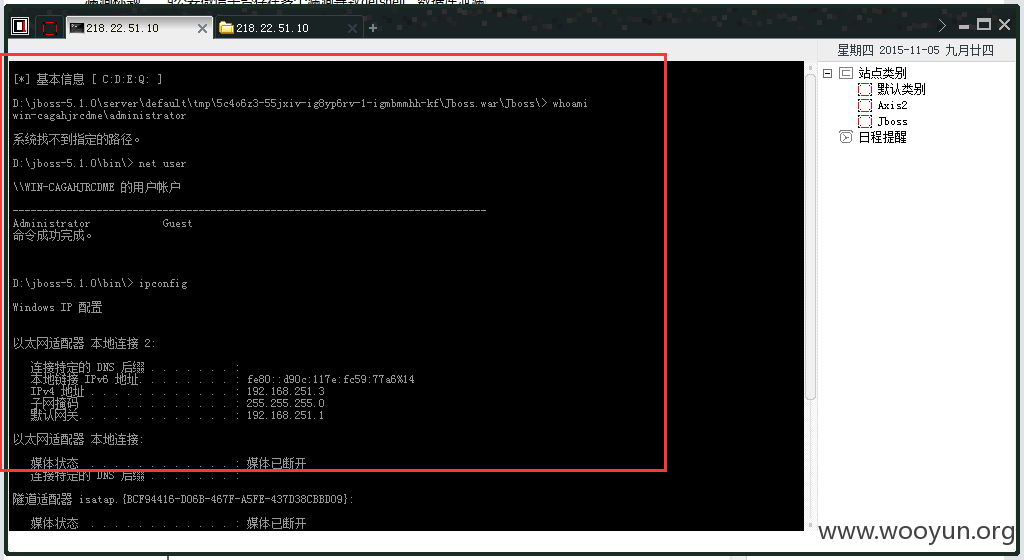 218.22.51.10
218.22.51.10
星期四 2015-11-05 九月廿四
[*] 基本信息 [ C:D:E:Q: ]
D:\jboss-5.1.0\server\default\tmp\5c4o6z3-55jxiv-ig8yp6rv-1-igmbmmhh-kf\Jboss.war\Jboss\> whoami
win-cagahjrcdme\administrator
系统找不到指定的路径。
D:\jboss-5.1.0\bin\> net user
\\WIN-CAGAHJRCDME 的用户帐户
-------------------------------------------------------------------------------
Administrator Guest
命令成功完成。
D:\jboss-5.1.0\bin\> ipconfig
Windows IP 配置
以太网适配器 本地连接 2:
连接特定的 DNS 后缀 . . . . . . . :
本地链接 IPv6 地址. . . . . . . . : fe80::d90c:117e:fc59:77a6%14
IPv4 地址 . . . . . . . . . . . . : 192.168.251.3
子网掩码 . . . . . . . . . . . . : 255.255.255.0
默认网关. . . . . . . . . . . . . : 192.168.251.1
以太网适配器 本地连接:
媒体状态 . . . . . . . . . . . . : 媒体已断开
连接特定的 DNS 后缀 . . . . . . . :
隧道适配器 isatap.{BCF94416-D06B-467F-A5FE-437D38CBBD09}:
媒体状态 . . . . . . . . . . . . : 媒体已断开
站点类别
默认类别
Axis2
Jboss
日程提醒
www.wooyun.org